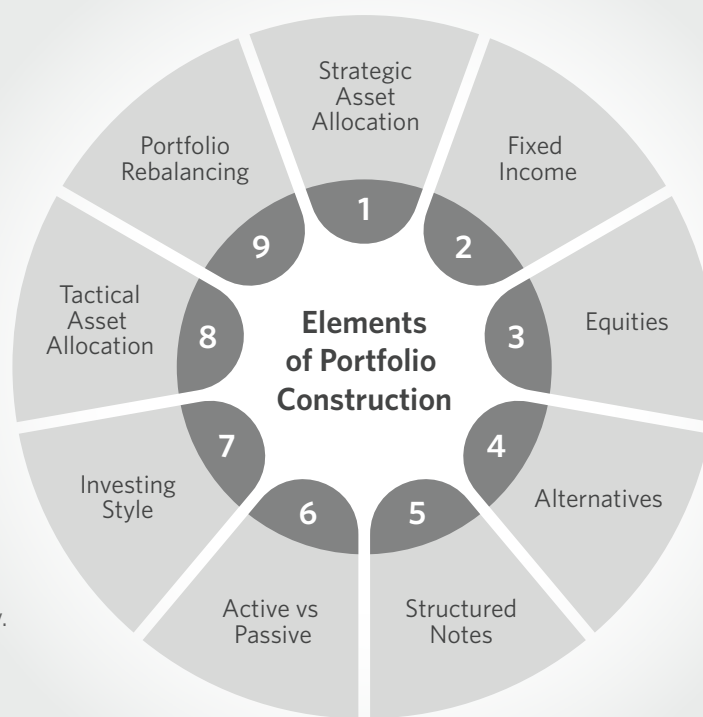 Elements
of Portfolio
Construction
1
Strategic
Asset
Allocation
2
Fixed
Income
3
Equities
4
Alternatives
5
Structured
Notes
6
Active vs
Passive
7
Investing
Style
8
Tactical
Asset
Allocation
9
Portfolio
Rebalancing